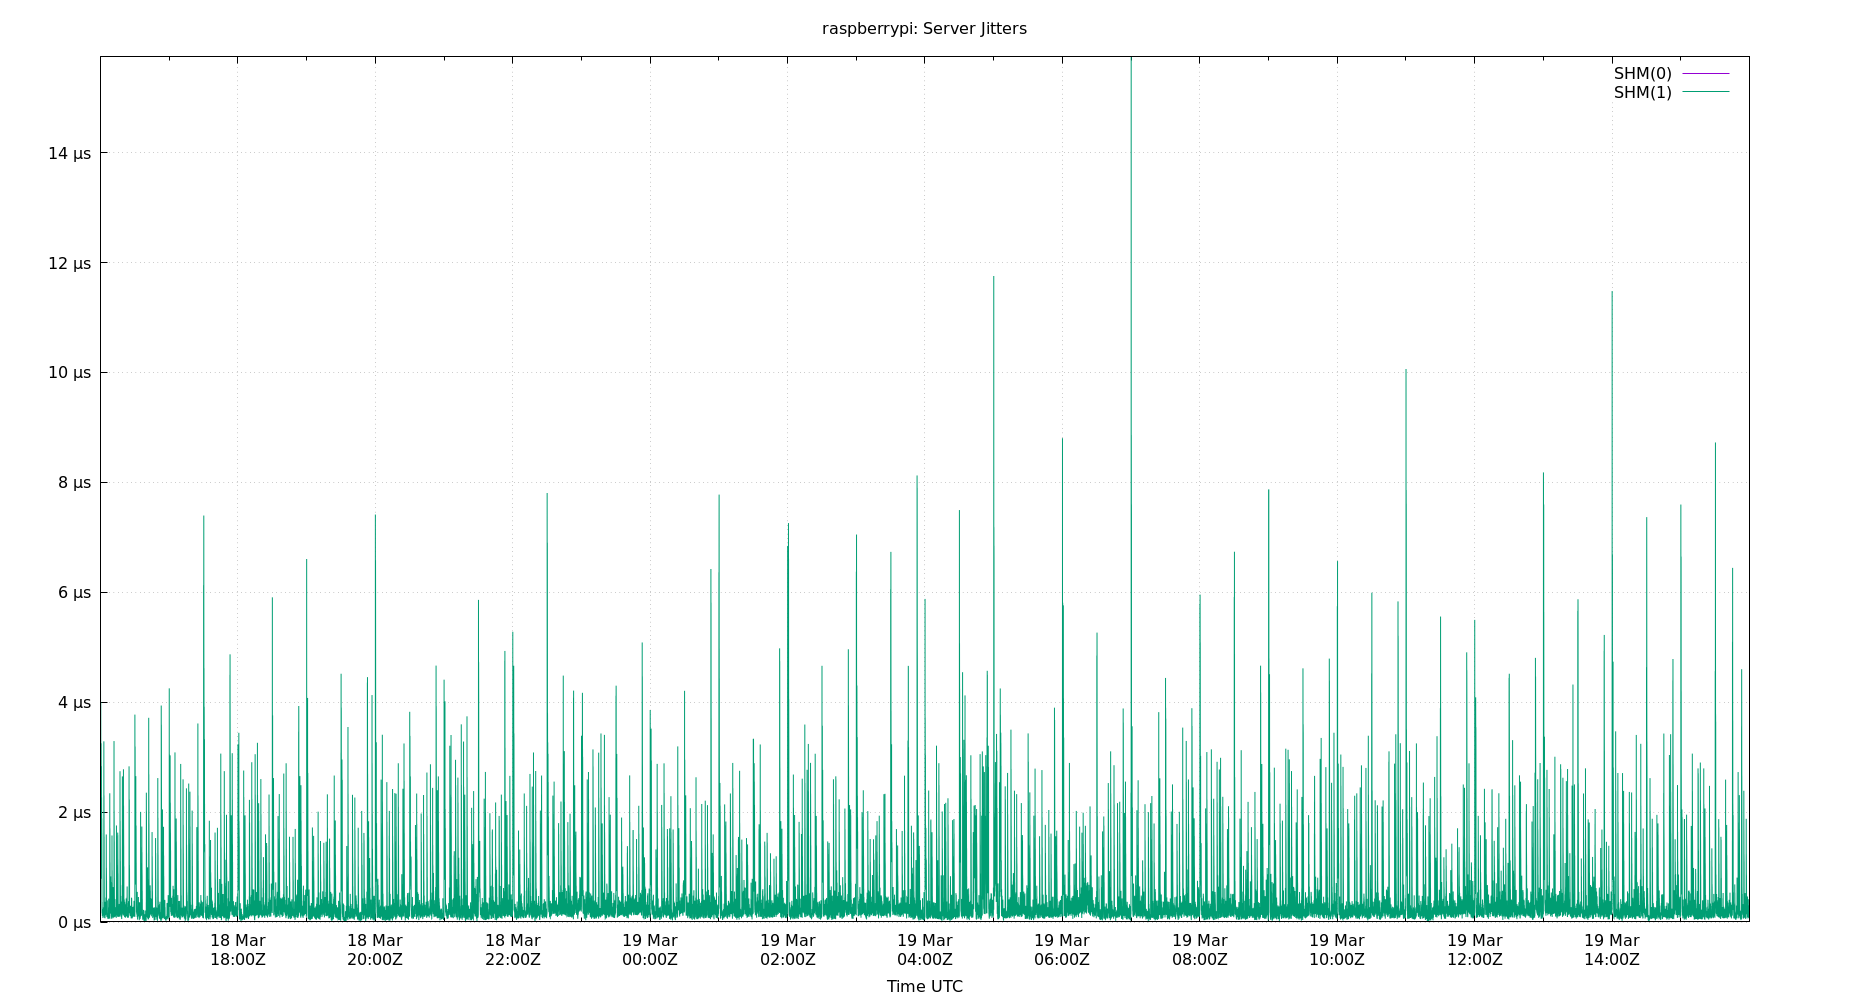 raspberrypi: Server Jitters
SHM(0)
SHM(1)
14 µs
12 µs
10 µs
8 µs
6 µs
4 µs
2 µs
0 µs
18 Mar 18 Mar 18 Mar 19 Mar 19 Mar 19 Mar 19 Mar 19 Mar 19 Mar 19 Mar 19 Mar
18:00Z 20:00Z 22:00Z 00:00Z 02:00Z 04:00Z 06:00Z 08:00Z 10:00Z 12:00Z 14:00Z
Time UTC